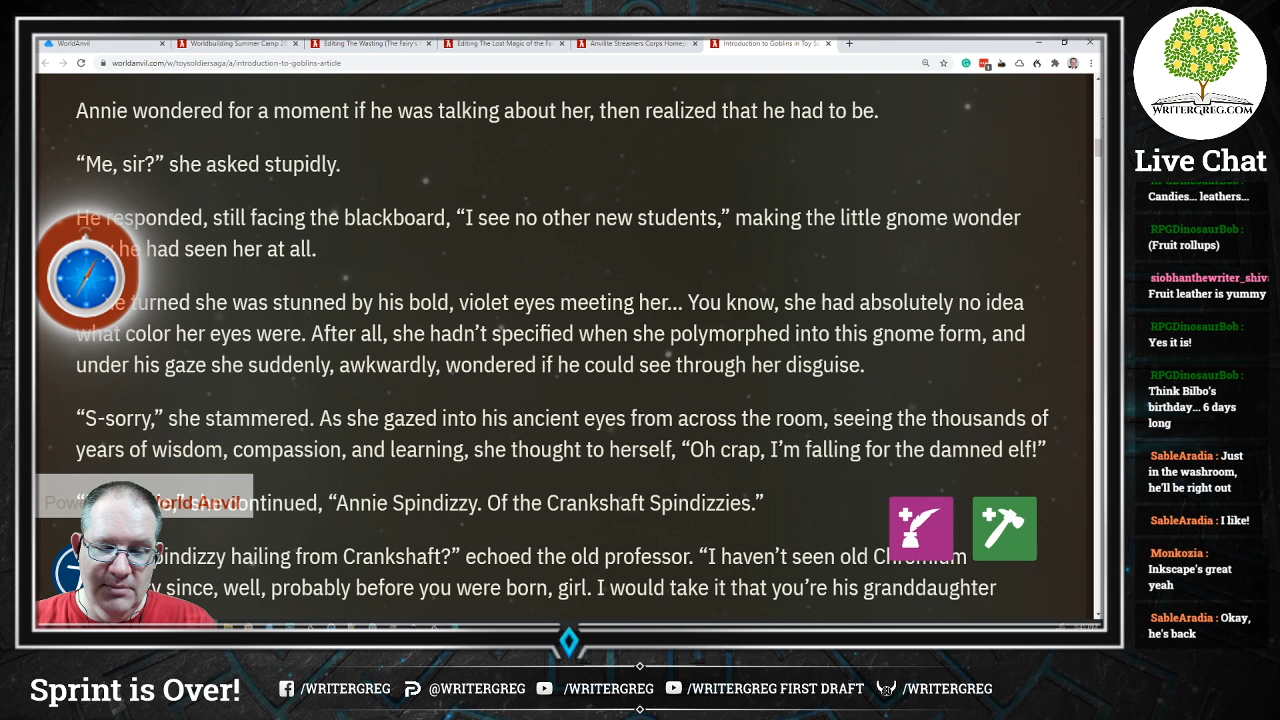 WorldAnvil
Worldbuilding Summer Camp 20
Editing The Wasting (The Fairy's
Editing The Lost Magic of the Fa
Anvilite Streamers Corps Homep
Introduction to Goblins in Toy So
worldanvil.com/w/toysoldiersaga/a/introduction-to-goblins-article
Annie wondered for a moment if he was talking about her, then realized that he had to be.
“Me, sir?” she asked stupidly.
He responded, still facing the blackboard, “I see no other new students,” making the little gnome wonder
he had seen her at all.
turned she was stunned by his bold, violet eyes meeting her... You know, she had absolutely no idea
what color her eyes were. After all, she hadn’t specified when she polymorphed into this gnome form, and
under his gaze she suddenly, awkwardly, wondered if he could see through her disguise.
“S-sorry,” she stammered. As she gazed into his ancient eyes from across the room, seeing the thousands of
years of wisdom, compassion, and learning, she thought to herself, “Oh crap, I’m falling for the damned elf!”
she continued, “Annie Spindizzy. Of the Crankshaft Spindizzies.”
World Anvil
Spindizzy hailing from Crankshaft?” echoed the old professor. “I haven’t seen old Chromium
since, well, probably before you were born, girl. I would take it that you’re his granddaughter
WRITERGREG.COM
Live Chat
RPGDinosaurBob :
Candies... leathers...
RPGDinosaurBob :
(Fruit rollups)
siobhanthewriter_shiva
Fruit leather is yummy
RPGDinosaurBob :
Yes it is!
RPGDinosaurBob :
Think Bilbo's
birthday... 6 days
long
SableAradia : Just
in the washroom,
he'll be right out
SableAradia : I like!
Monkozia :
Inkscape's great
yeah
SableAradia : Okay,
he's back
Sprint is Over!
/WRITERGREG
@WRITERGREG
/WRITERGREG
/WRITERGREG FIRST DRAFT
/WRITERGREG